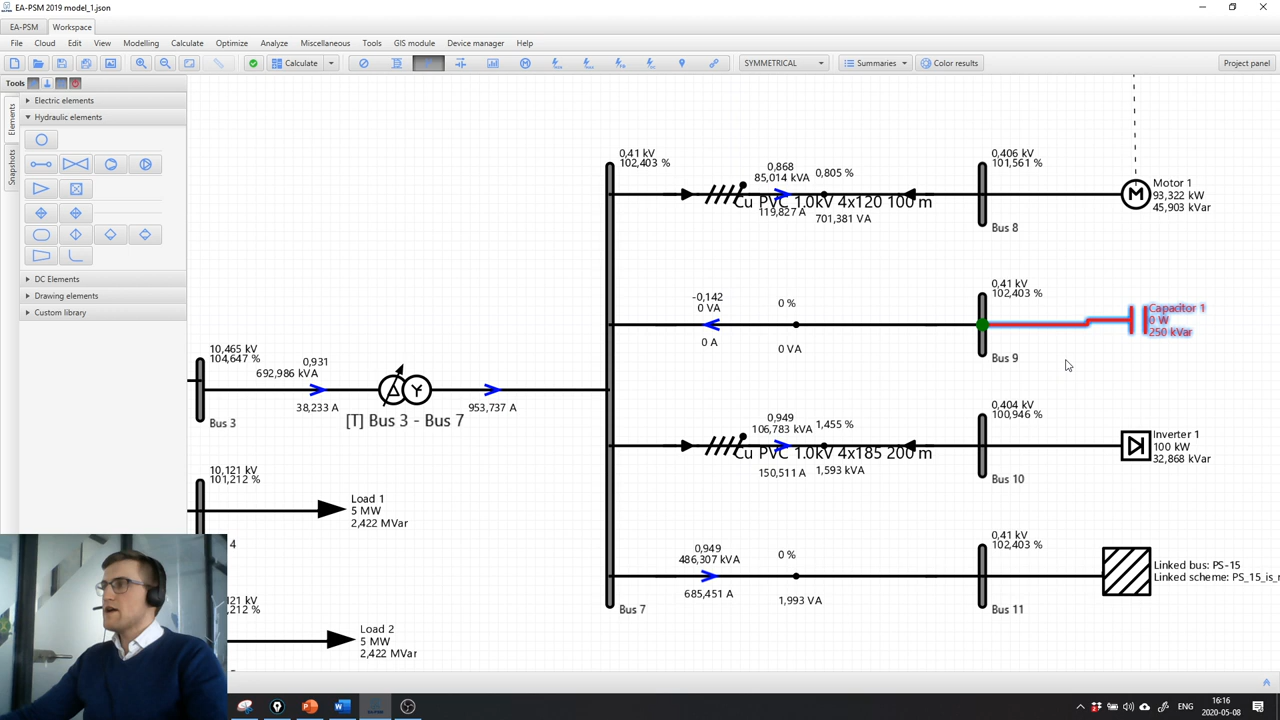 EA-PSM 2019 model_1.json
EA-PSM Workspace
File Cloud Edit View Modelling Calculate Optimize Analyze Miscellaneous Tools GIS module Device manager Help
Calculate SYMMETRICAL Summaries Color results Project panel
Tools
Elements
Snapshots
Electric elements
Hydraulic elements
DC Elements
Drawing elements
Custom library
0,41 kV
102,403 %
0,868
85,014 kVA
0,805 %
Cu PVC 1.0kV 4x120 100 m
119,827 A
701,381 VA
0,406 kV
101,561 %
Bus 8
M
Motor 1
93,322 kW
45,903 kVar
-0,142
0 VA
0 %
0 A
0 VA
0,41 kV
102,403 %
Bus 9
Capacitor 1
0 W
250 kVar
10,465 kV
104,647 %
0,931
692,986 kVA
38,233 A
Bus 3
[T] Bus 3 - Bus 7
953,737 A
0,949
106,783 kVA
1,455 %
Cu PVC 1.0kV 4x185 200 m
150,511 A
1,593 kVA
0,404 kV
100,946 %
Bus 10
Inverter 1
100 kW
32,868 kVar
10,121 kV
101,212 %
Load 1
5 MW
2,422 MVar
4
0,949
486,307 kVA
0 %
685,451 A
1,993 VA
Bus 7
0,41 kV
102,403 %
Bus 11
Linked bus: PS-15
Load 2
5 MW
2,422 MVar
ENG
16:16
2020-05-08